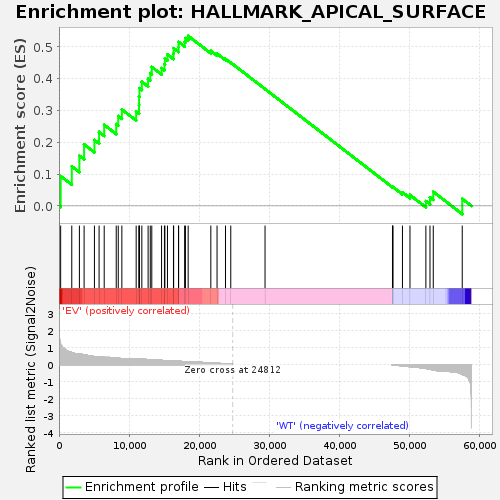 Enrichment plot: HALLMARK_APICAL_SURFACE
Enrichment score (ES)
0.5
0.4
0.3
0.2
0.1
0.0
'EV' (positively correlated)
Ranked list metric (Signal2Noise)
3
2
1
0
-1
-2
-3
-4
Zero cross at 24812
'WT' (negatively correlated)
0 10,000 20,000 30,000 40,000 50,000 60,000
Rank in Ordered Dataset
Enrichment profile Hits Ranking metric scores